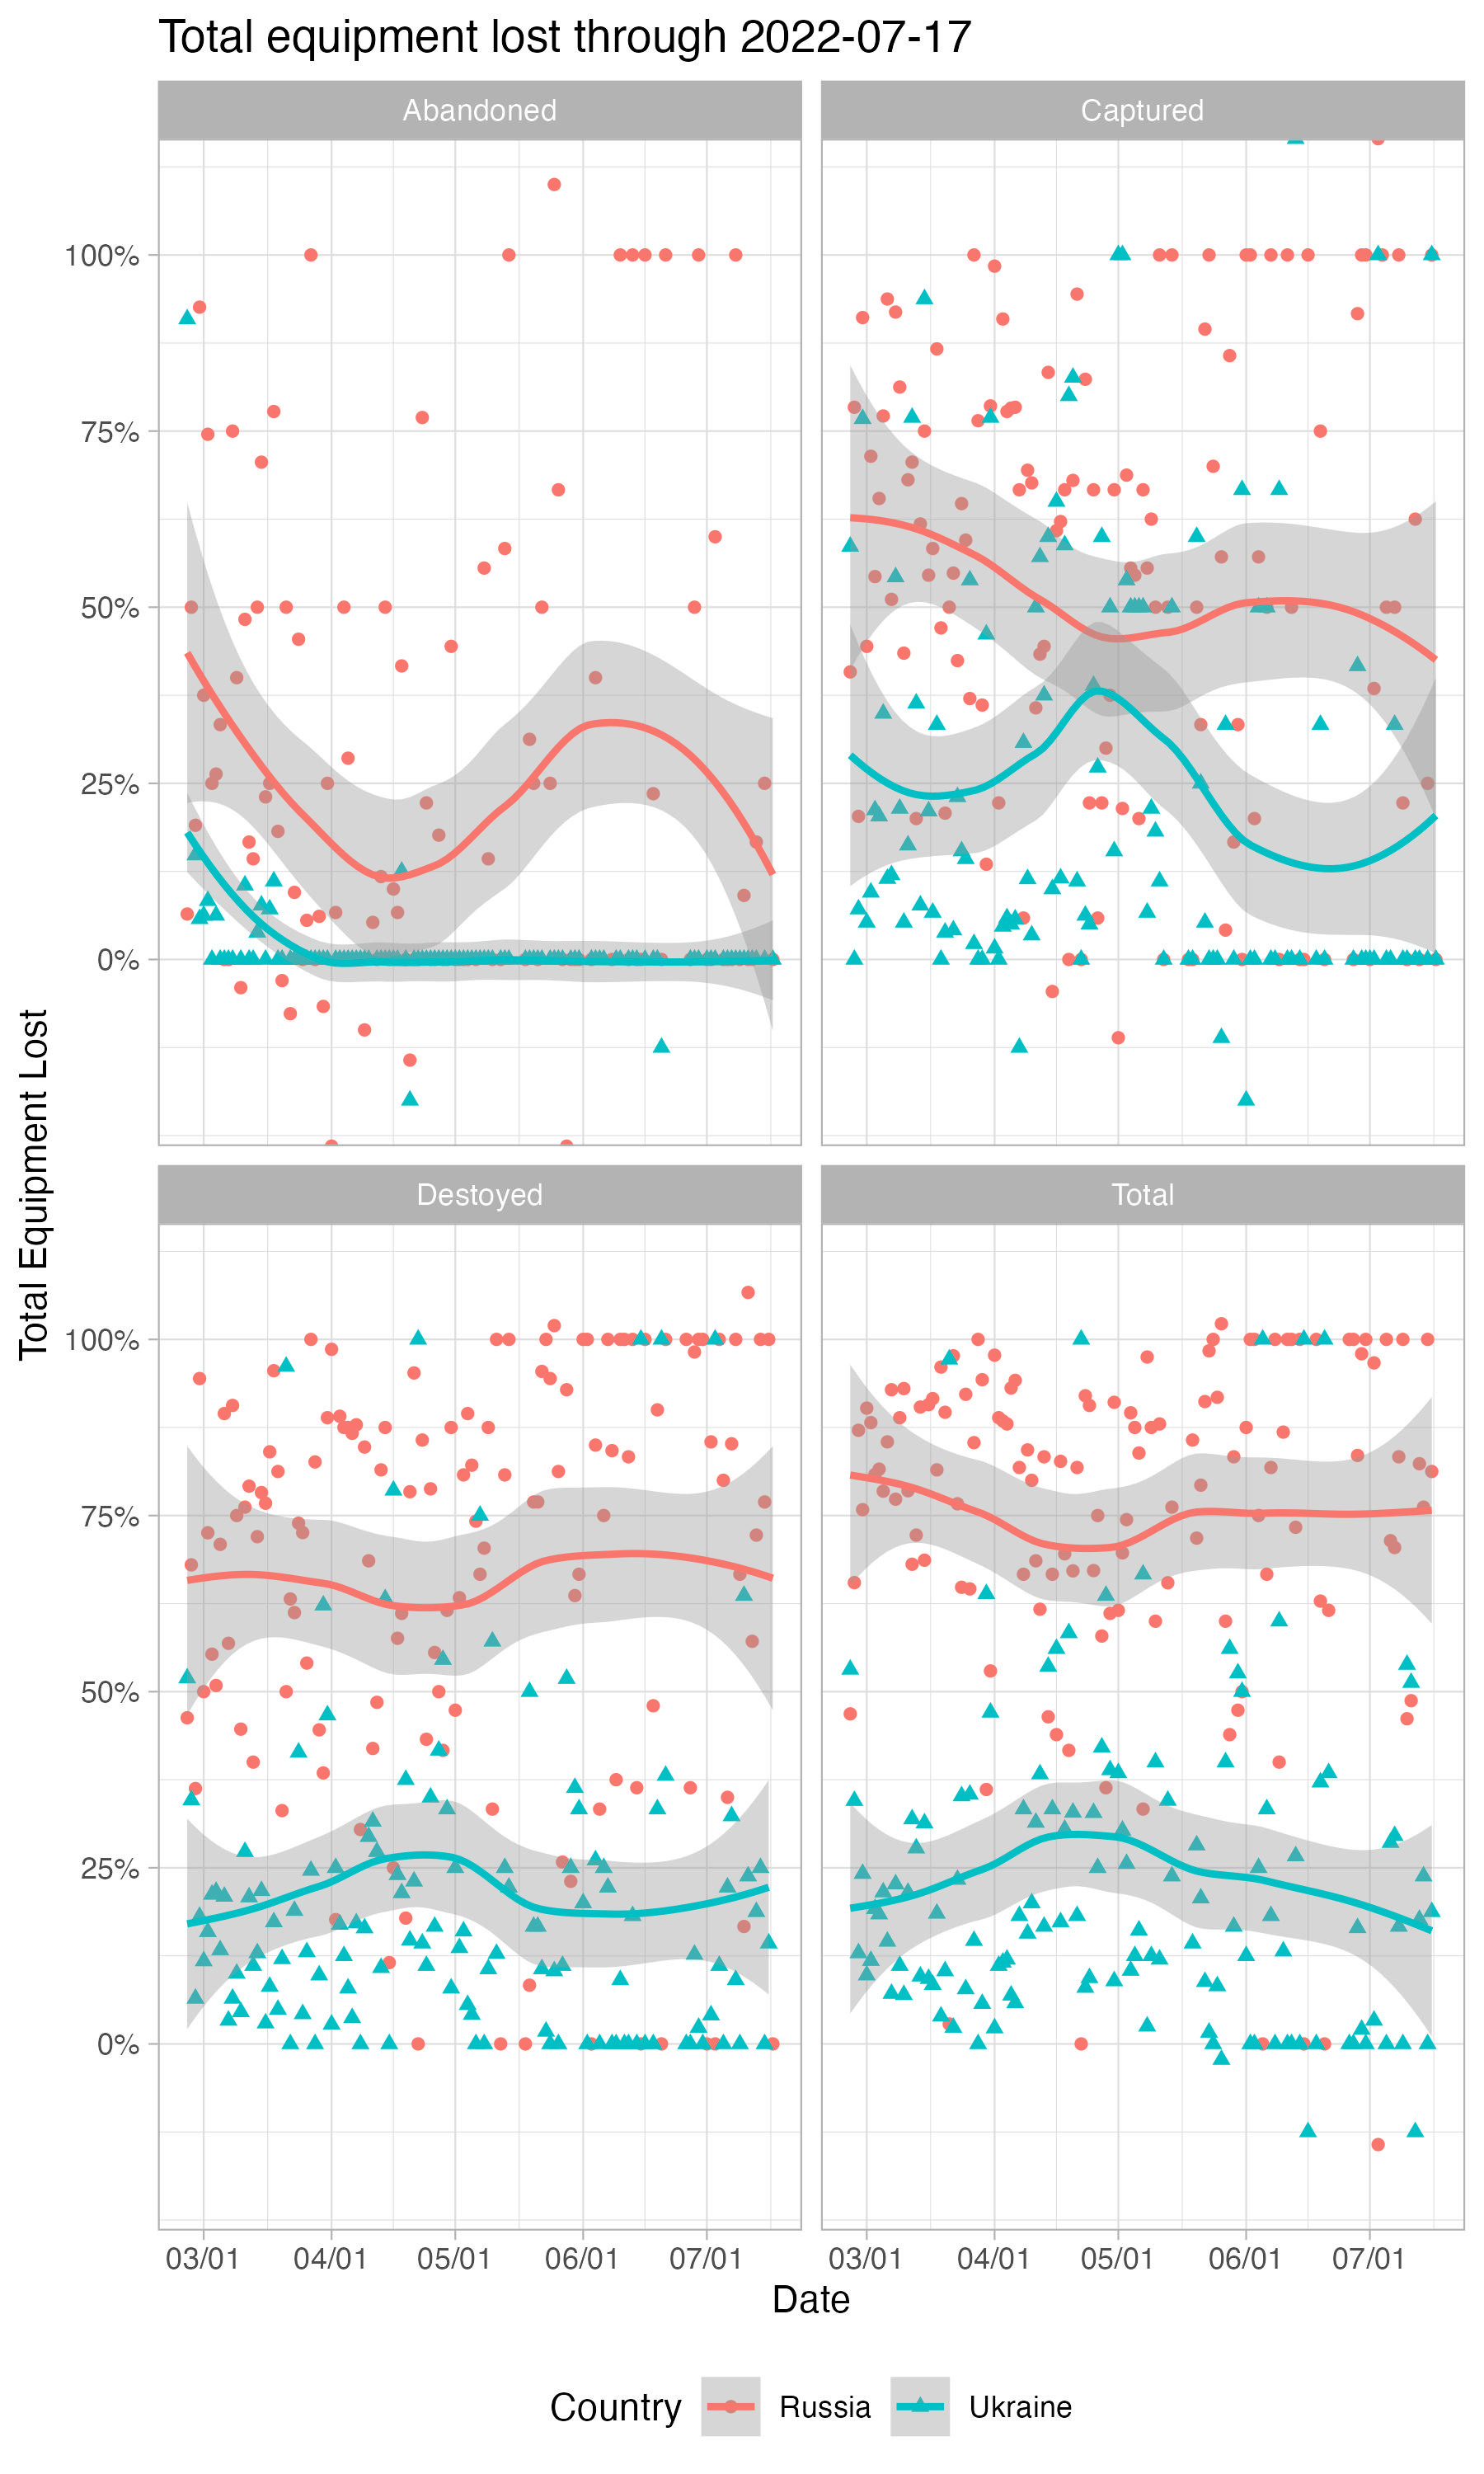 Total equipment lost through 2022-07-17
Abandoned
Captured
100%
75%
50%
25%
0%
Total Equipment Lost
Destoyed
Total
100%
75%
50%
25%
0%
03/01 04/01 05/01 06/01 07/01
03/01 04/01 05/01 06/01 07/01
Date
Country Russia Ukraine